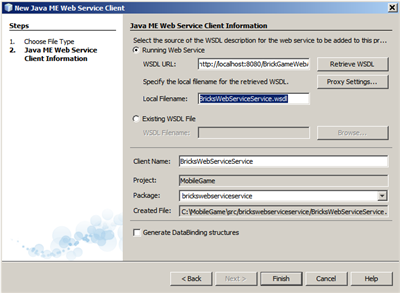 New Java ME Web Service Client
Steps
1. Choose File Type
2. Java ME Web Service Client Information
Java ME Web Service Client Information
Select the source of the WSDL description for the web service to be added to this pr...
Running Web Service
WSDL URL: http://localhost:8080/BrickGameWeb Retrieve WSDL
Specify the local filename for the retrieved WSDL. Proxy Settings...
Local Filename: BricksWebServiceService.wsdl
Existing WSDL File
WSDL Filename: Browse...
Client Name: BricksWebServiceService
Project: MobileGame
Package: brickswebserviceservice
Created File: C:\MobileGame\src/brickswebserviceservice/BricksWebServiceService.
Generate DataBinding structures
< Back Next > Finish Cancel Help